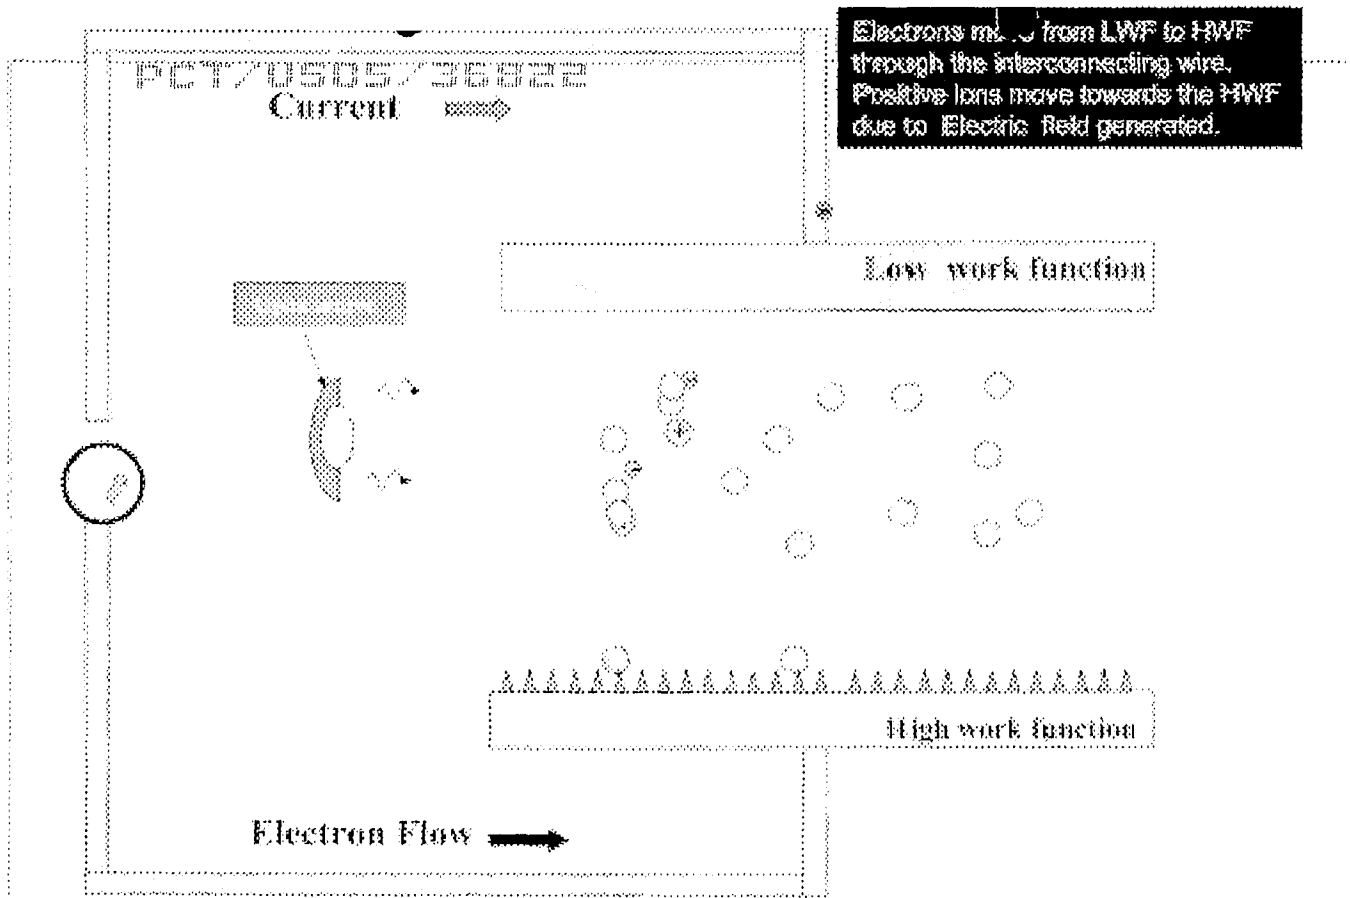 Electrons from LWF to HWF
through the interconnecting wire.
Positive ions move towards the HWF
due to Electric field generated.
PCT/US05/36822
Current
Low work function
+
High work function
Electron Flow